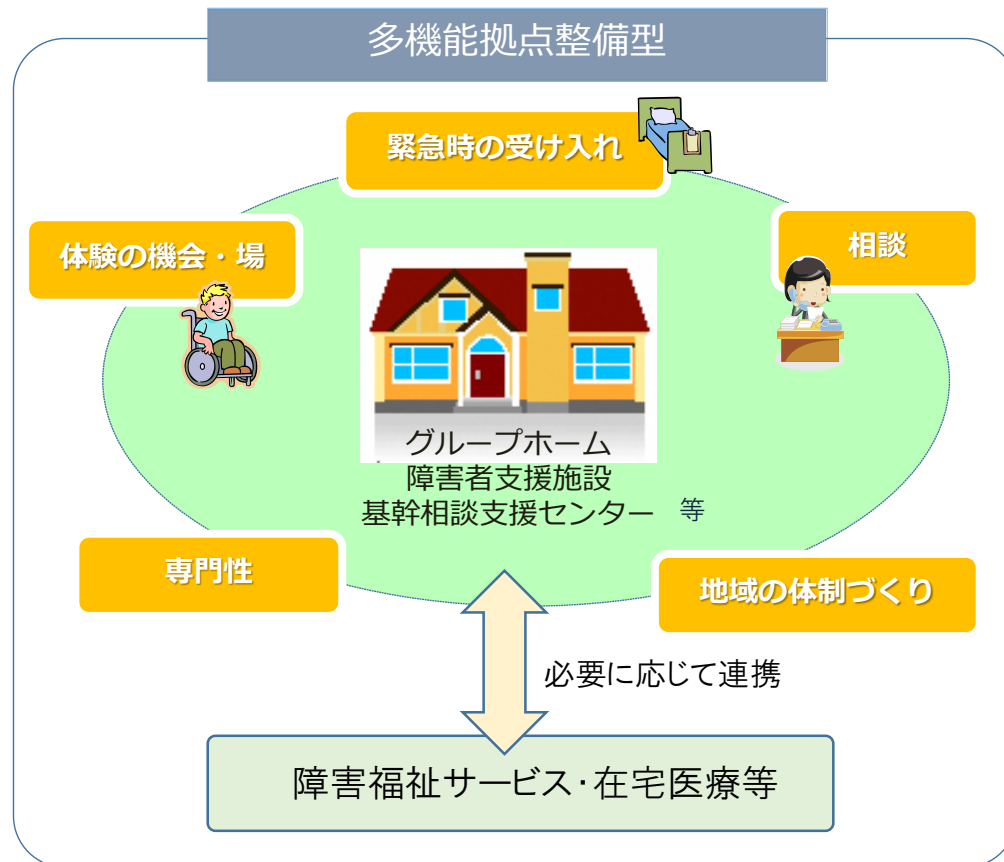 多機能拠点整備型
緊急時の受け入れ
体験の機会・場
相談
グループホーム
障害者支援施設
基幹相談支援センター 等
専門性
地域の体制づくり
必要に応じて連携
障害福祉サービス・在宅医療等